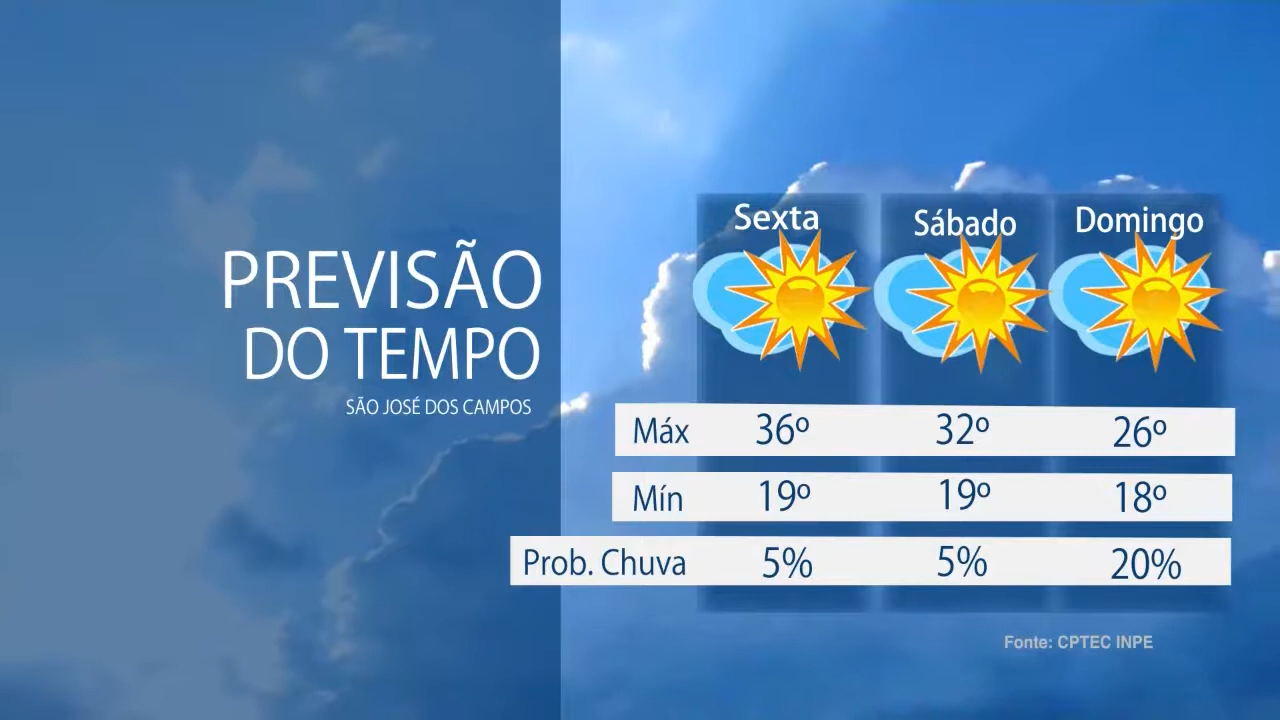 PREVISÃO
DO TEMPO
SÃO JOSÉ DOS CAMPOS
Sexta Sábado Domingo
Máx 36º 32º 26º
Mín 19º 19º 18º
Prob. Chuva 5% 5% 20%
Fonte: CPTEC INPE